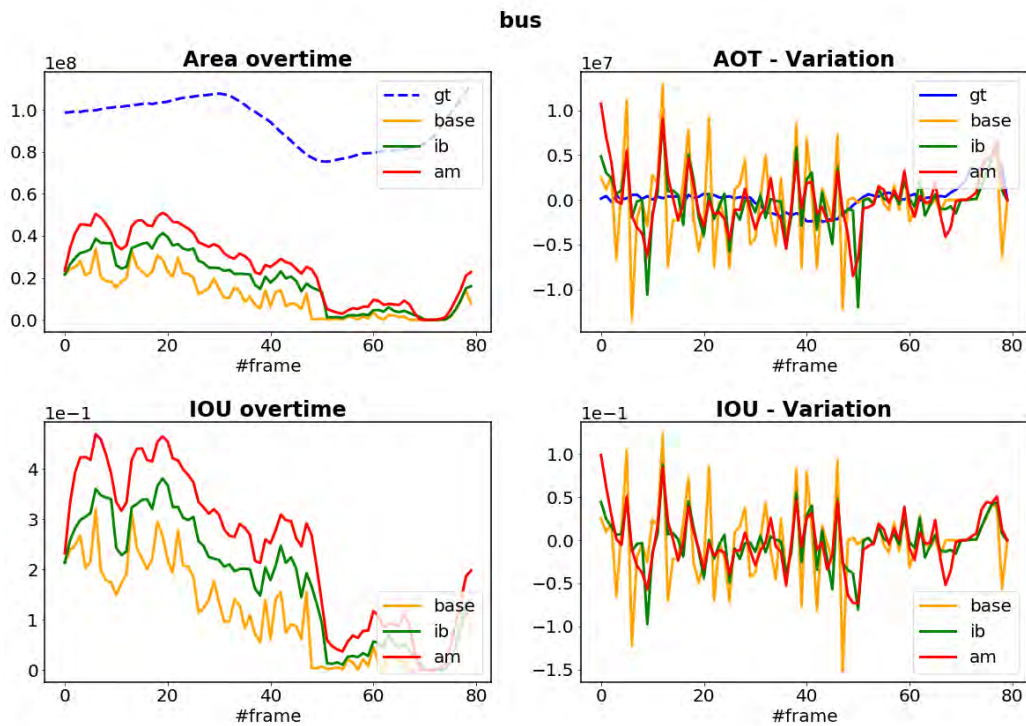 bus
Area overtime
1e8
1.0
0.8
0.6
0.4
0.2
0.0
0 20 40 60 80
#frame
gt
base
ib
am
AOT - Variation
1e7
1.0
0.5
0.0
−0.5
−1.0
0 20 40 60 80
#frame
gt
base
ib
am
IOU overtime
1e−1
4
3
2
1
0
0 20 40 60 80
#frame
base
ib
am
IOU - Variation
1e−1
1.0
0.5
0.0
−0.5
−1.0
−1.5
0 20 40 60 80
#frame
base
ib
am